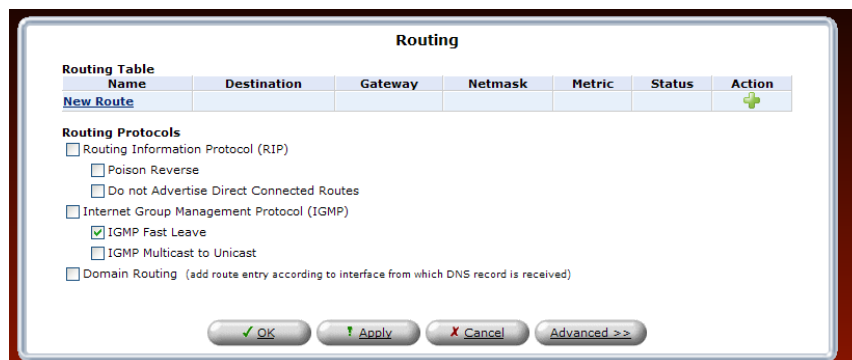 Routing
Routing Table
Name Destination Gateway Netmask Metric Status Action
New Route
Routing Protocols
Routing Information Protocol (RIP)
Poison Reverse
Do not Advertise Direct Connected Routes
Internet Group Management Protocol (IGMP)
IGMP Fast Leave
IGMP Multicast to Unicast
Domain Routing (add route entry according to interface from which DNS record is received)
OK Apply Cancel Advanced >>